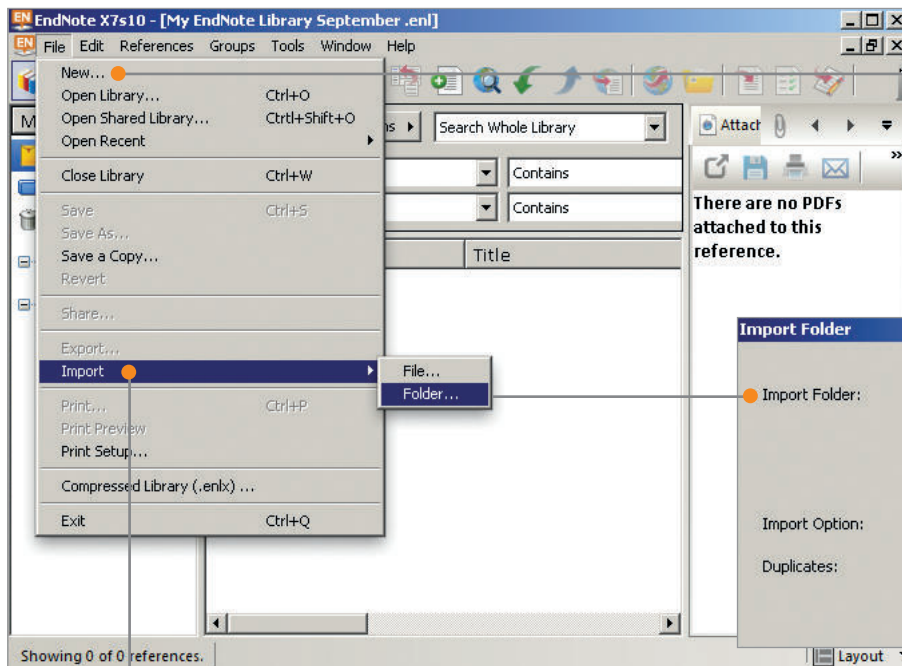 EndNote X7s10 - [My EndNote Library September .enl]
File Edit References Groups Tools Window Help
New...
Open Library... Ctrl+O
Open Shared Library... Ctrtl+Shift+O
Open Recent
Close Library Ctrl+W
Save Ctrl+S
Save As...
Save a Copy...
Revert
Share...
Export...
Import
Print... Ctrl+P
Print Preview
Print Setup...
Compressed Library (.enlx) ...
Exit Ctrl+Q
File...
Folder...
Search Whole Library
Contains
Contains
Title
Attach
There are no PDFs
attached to this
reference.
Import Folder
Import Folder:
Import Option:
Duplicates:
Showing 0 of 0 references.
Layout